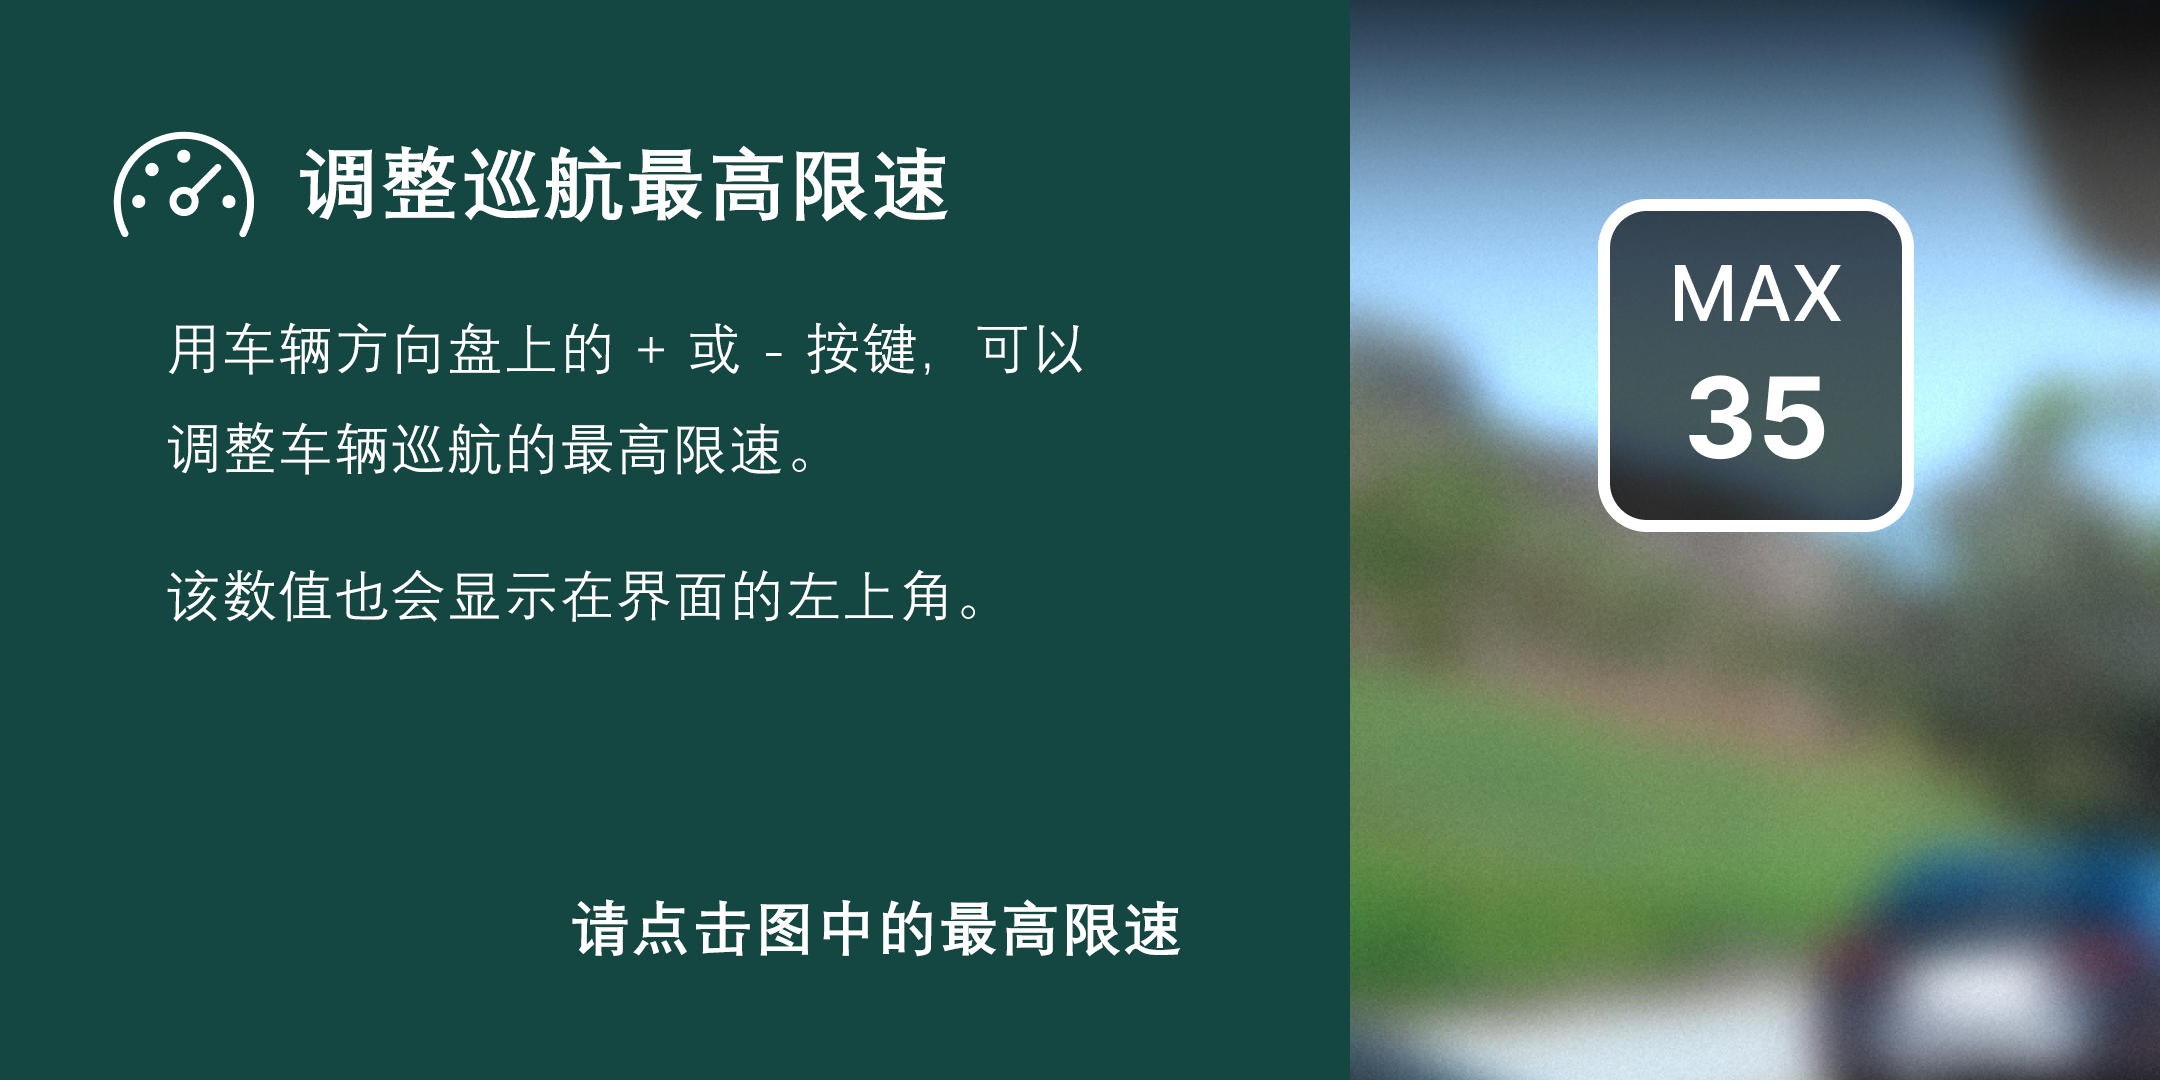 调整巡航最高限速
用车辆方向盘上的 + 或 - 按键，可以
调整车辆巡航的最高限速。
该数值也会显示在界面的左上角。
请点击图中的最高限速
MAX
35